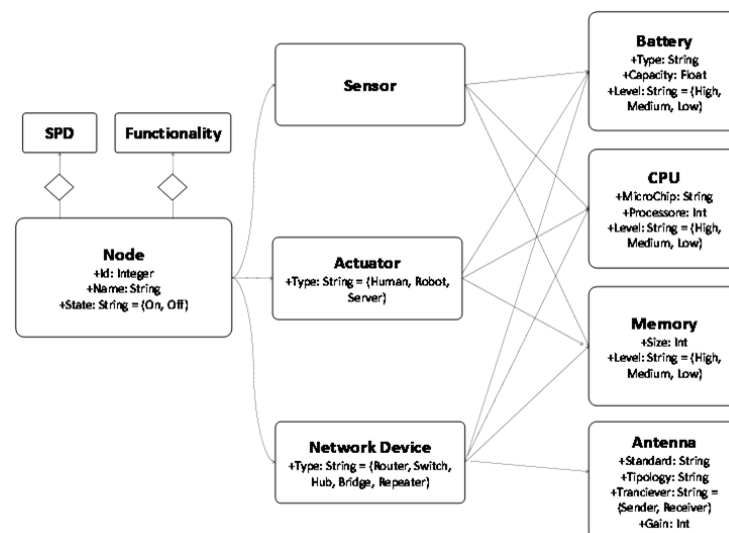 Battery
+Type: String
+Capacity: Float
+Level: String = {High,
Medium, Low}
Sensor
SPD
Functionality
CPU
+MicroChip: String
+Processore: Int
+Level: String = {High,
Medium, Low}
Node
+Id: Integer
+Name: String
+State: String = {On, Off}
Actuator
+Type: String = {Human, Robot,
Server}
Memory
+Size: Int
+Level: String = {High,
Medium, Low}
Network Device
+Type: String = {Router, Switch,
Hub, Bridge, Repeater}
Antenna
+Standard: String
+Tipology: String
+Tranciever: String =
{Sender, Receiver}
+Gain: Int